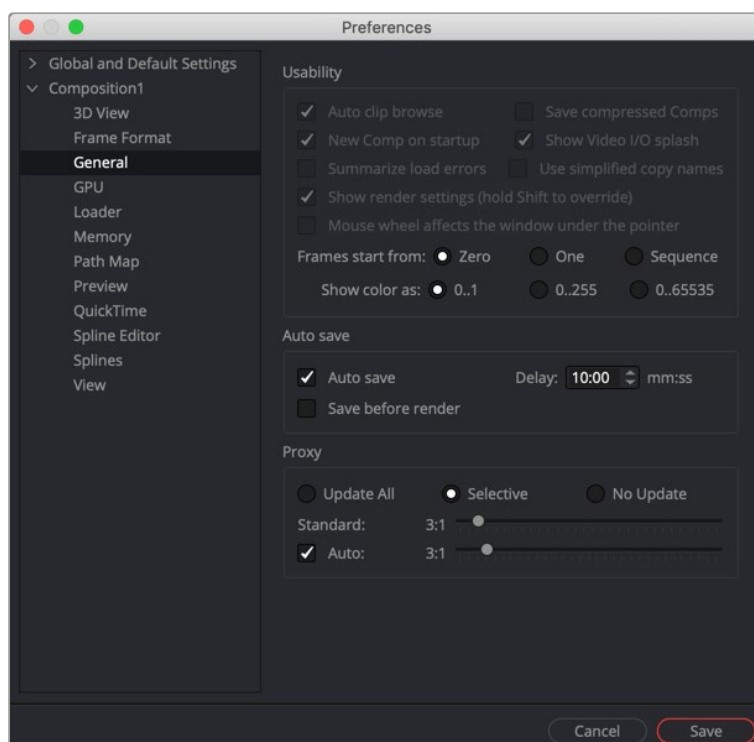 Preferences
Global and Default Settings
Composition1
3D View
Frame Format
General
GPU
Loader
Memory
Path Map
Preview
QuickTime
Spline Editor
Splines
View
Usability
Auto clip browse Save compressed Comps
New Comp on startup Show Video I/O splash
Summarize load errors Use simplified copy names
Show render settings (hold Shift to override)
Mouse wheel affects the window under the pointer
Frames start from: Zero One Sequence
Show color as: 0..1 0..255 0..65535
Auto save
Auto save Delay: 10:00 mm:ss
Save before render
Proxy
Update All Selective No Update
Standard: 3:1
Auto: 3:1
Cancel Save